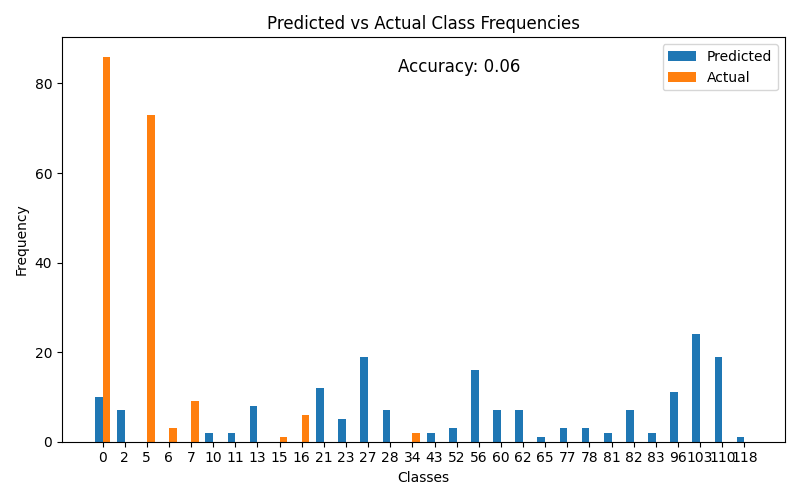 Predicted vs Actual Class Frequencies
Accuracy: 0.06
Predicted
Actual
Frequency
80
60
40
20
0
0 2 5 6 7 10 11 13 15 16 21 23 27 28 34 43 52 56 60 62 65 77 78 81 82 83 96 103 110 118
Classes